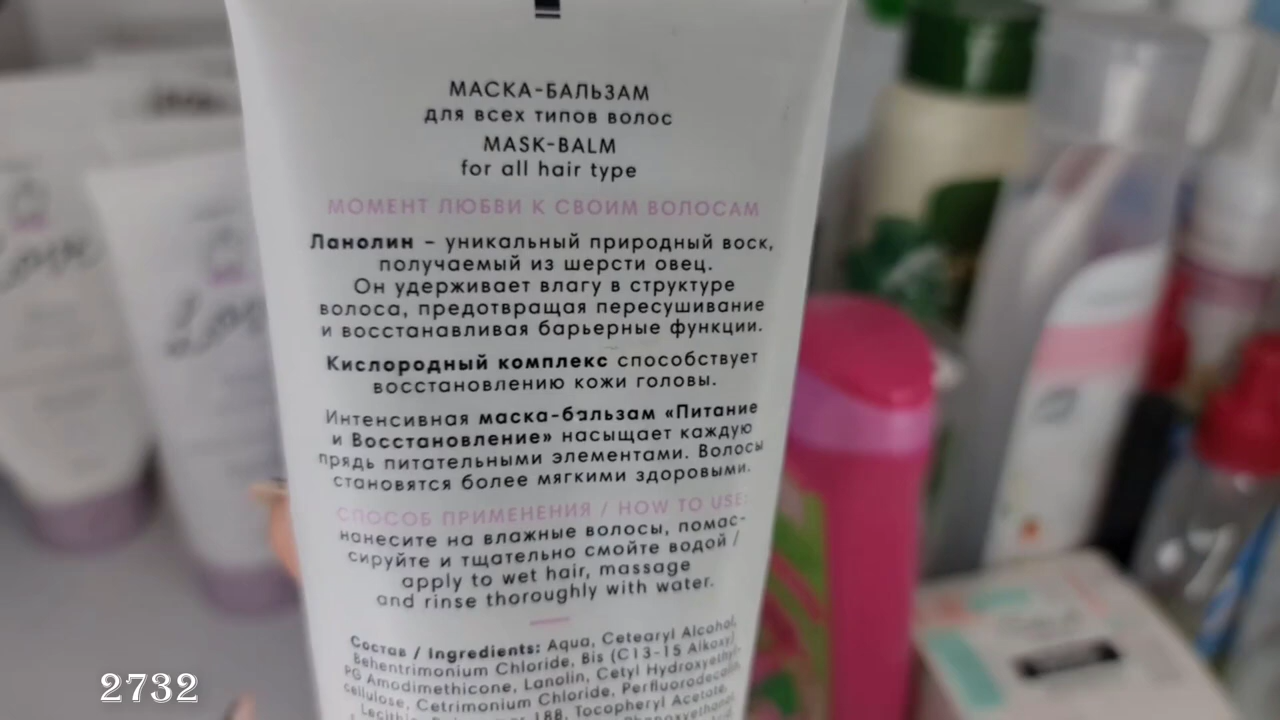 МАСКА-БАЛЬЗАМ
для всех типов волос
MASK-BALM
for all hair type
МОМЕНТ ЛЮБВИ К СВОИМ ВОЛОСАМ
Ланолин – уникальный природный воск,
получаемый из шерсти овец.
Он удерживает влагу в структуре
волоса, предотвращая пересушивание
и восстанавливая барьерные функции.
Кислородный комплекс способствует
восстановлению кожи головы.
Интенсивная маска-бальзам «Питание
и Восстановление» насыщает каждую
прядь питательными элементами. Волосы
становятся более мягкими здоровыми.
СПОСОБ ПРИМЕНЕНИЯ / HOW TO USE:
нанесите на влажные волосы, помас-
сируйте и тщательно смойте водой /
apply to wet hair, massage
and rinse thoroughly with water.
Состав / Ingredients: Aqua, Cetearyl Alcohol,
Behentrimonium Chloride, Bis (C13-15 Alkoxy)
PG Amodimethicone, Lanolin, Cetyl Hydroxyethyl-
cellulose, Cetrimonium Chloride, Perfluorodecalin,
188, Tocopheryl Acetate,
2732